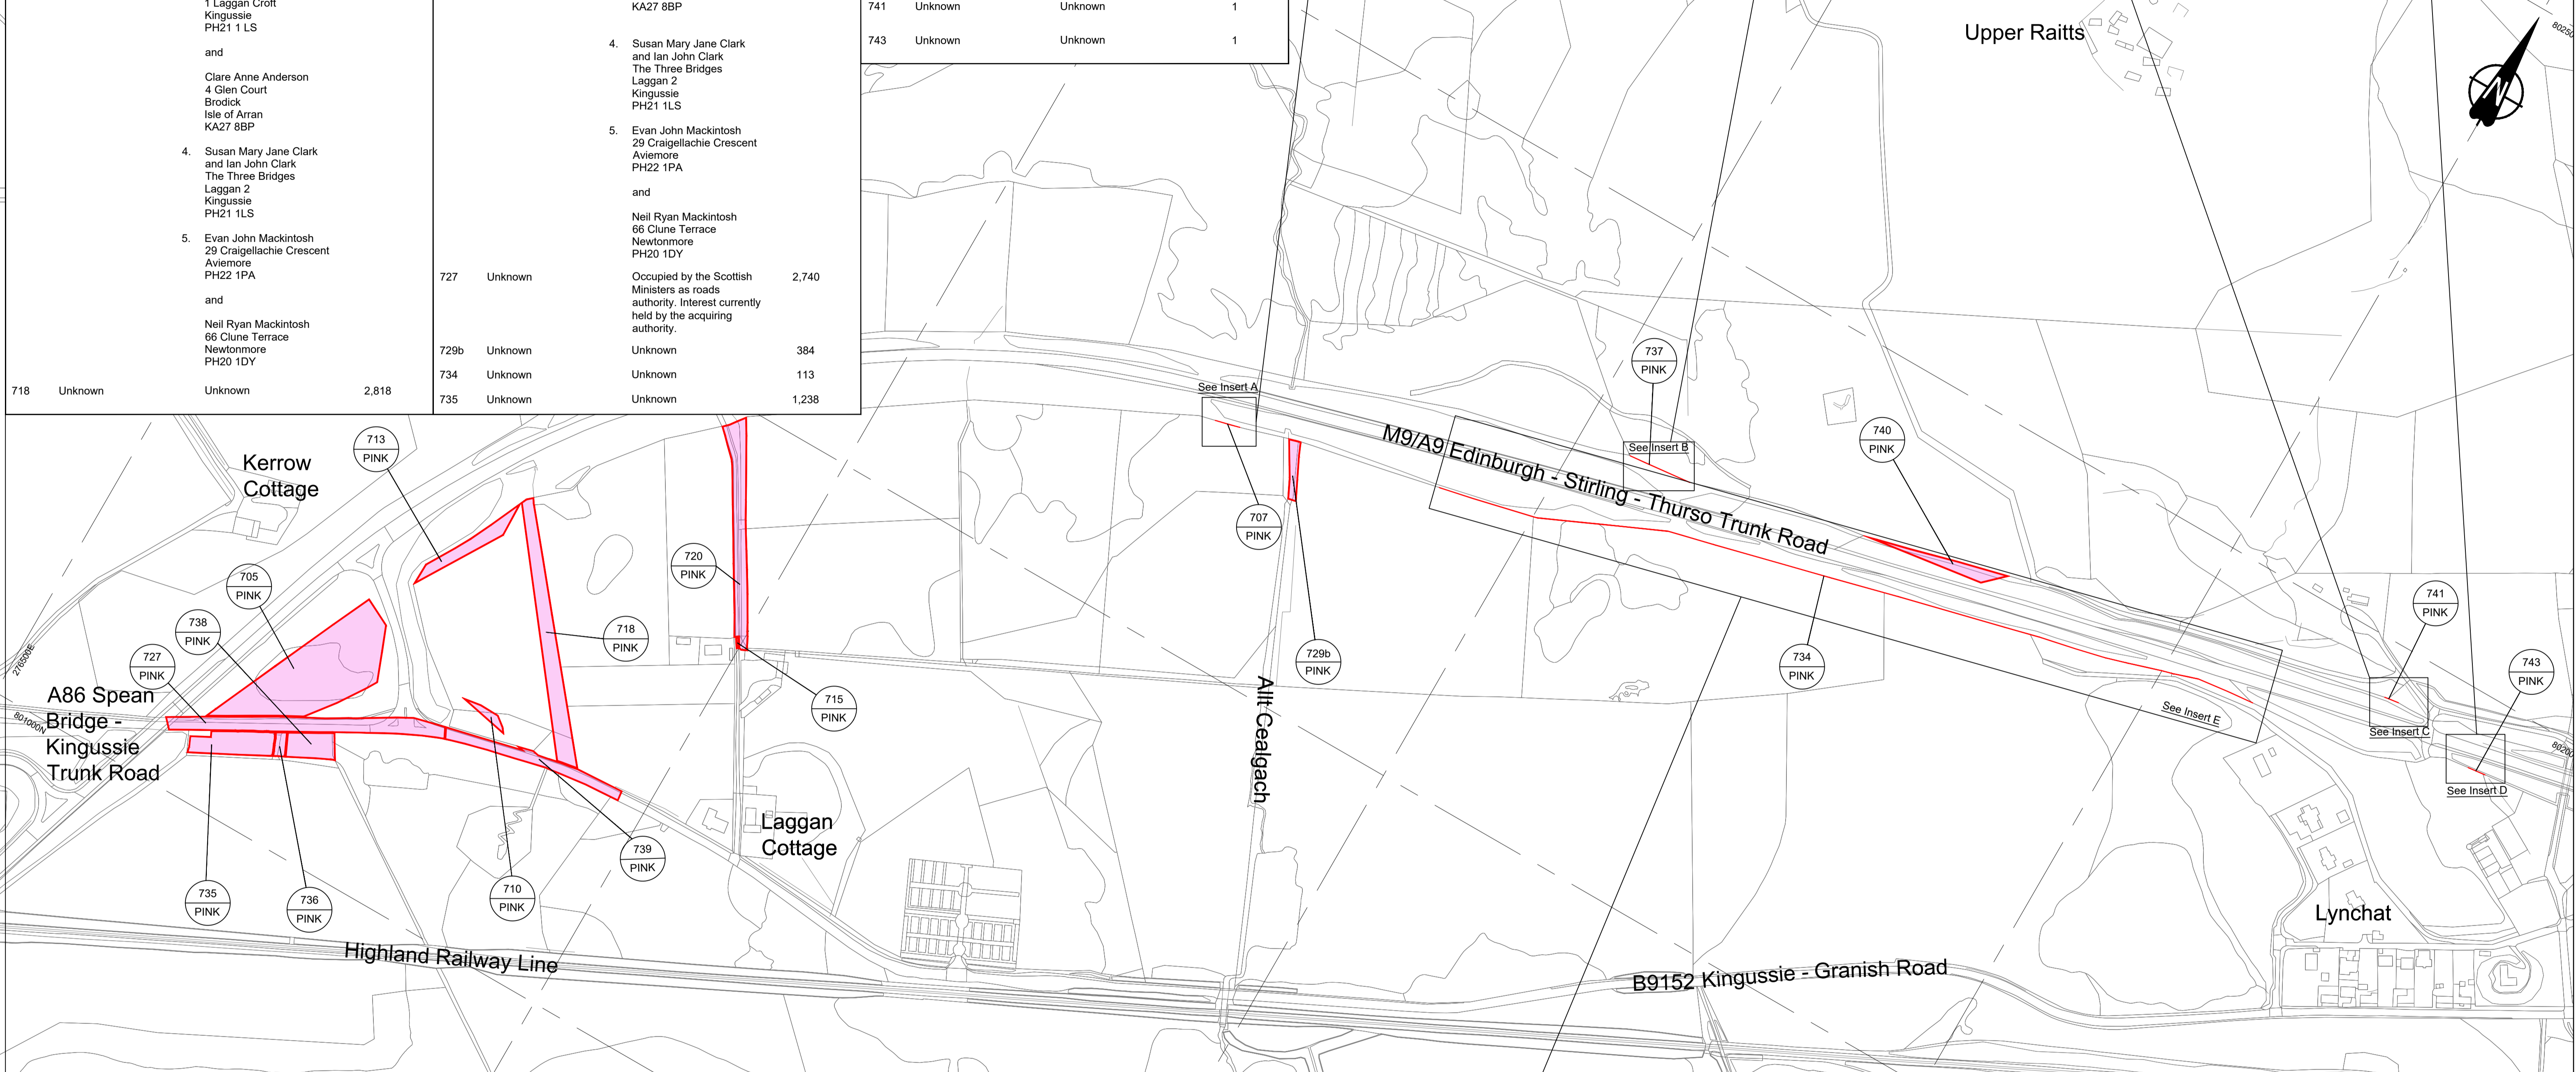 1 Laggan Croft
Kingussie
PH21 1 LS
and
Clare Anne Anderson
4 Glen Court
Brodick
Isle of Arran
KA27 8BP
4. Susan Mary Jane Clark
and Ian John Clark
The Three Bridges
Laggan 2
Kingussie
PH21 1LS
5. Evan John Mackintosh
29 Craigellachie Crescent
Aviemore
PH22 1PA
and
Neil Ryan Mackintosh
66 Clune Terrace
Newtonmore
PH20 1DY
718 Unknown Unknown 2,818
KA27 8BP
4. Susan Mary Jane Clark
and Ian John Clark
The Three Bridges
Laggan 2
Kingussie
PH21 1LS
5. Evan John Mackintosh
29 Craigellachie Crescent
Aviemore
PH22 1PA
and
Neil Ryan Mackintosh
66 Clune Terrace
Newtonmore
PH20 1DY
727 Unknown Occupied by the Scottish 2,740
Ministers as roads
authority. Interest currently
held by the acquiring
authority.
729b Unknown Unknown 384
734 Unknown Unknown 113
735 Unknown Unknown 1,238
741 Unknown Unknown 1
743 Unknown Unknown 1
Upper Raitts
N
Kerrow
Cottage
713
PINK
705
PINK
738
PINK
727
PINK
276500E
801000N
A86 Spean
Bridge -
Kingussie
Trunk Road
735
PINK
736
PINK
710
PINK
739
PINK
718
PINK
720
PINK
715
PINK
Laggan
Cottage
See Insert A
707
PINK
729b
PINK
Allt Cealgach
M9/A9 Edinburgh - Stirling - Thurso Trunk Road
737
PINK
See Insert B
740
PINK
734
PINK
See Insert E
741
PINK
See Insert C
743
PINK
See Insert D
Lynchat
Highland Railway Line
B9152 Kingussie - Granish Road